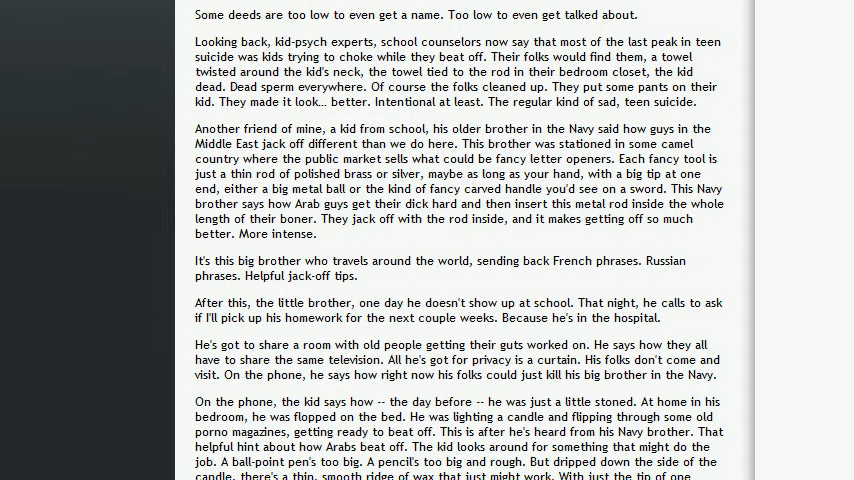 Some deeds are too low to even get a name. Too low to even get talked about.
Looking back, kid-psych experts, school counselors now say that most of the last peak in teen
suicide was kids trying to choke while they beat off. Their folks would find them, a towel
twisted around the kid's neck, the towel tied to the rod in their bedroom closet, the kid
dead. Dead sperm everywhere. Of course the folks cleaned up. They put some pants on their
kid. They made it look... better. Intentional at least. The regular kind of sad, teen suicide.
Another friend of mine, a kid from school, his older brother in the Navy said how guys in the
Middle East jack off different than we do here. This brother was stationed in some camel
country where the public market sells what could be fancy letter openers. Each fancy tool is
just a thin rod of polished brass or silver, maybe as long as your hand, with a big tip at one
end, either a big metal ball or the kind of fancy carved handle you'd see on a sword. This Navy
brother says how Arab guys get their dick hard and then insert this metal rod inside the whole
length of their boner. They jack off with the rod inside, and it makes getting off so much
better. More intense.
It's this big brother who travels around the world, sending back French phrases. Russian
phrases. Helpful jack-off tips.
After this, the little brother, one day he doesn't show up at school. That night, he calls to ask
if I'll pick up his homework for the next couple weeks. Because he's in the hospital.
He's got to share a room with old people getting their guts worked on. He says how they all
have to share the same television. All he's got for privacy is a curtain. His folks don't come and
visit. On the phone, he says how right now his folks could just kill his big brother in the Navy.
On the phone, the kid says how -- the day before -- he was just a little stoned. At home in his
bedroom, he was flopped on the bed. He was lighting a candle and flipping through some old
porno magazines, getting ready to beat off. This is after he's heard from his Navy brother. That
helpful hint about how Arabs beat off. The kid looks around for something that might do the
job. A ball-point pen's too big. A pencil's too big and rough. But dripped down the side of the
candle, there's a thin, smooth ridge of wax that just might work. With just the tip of one